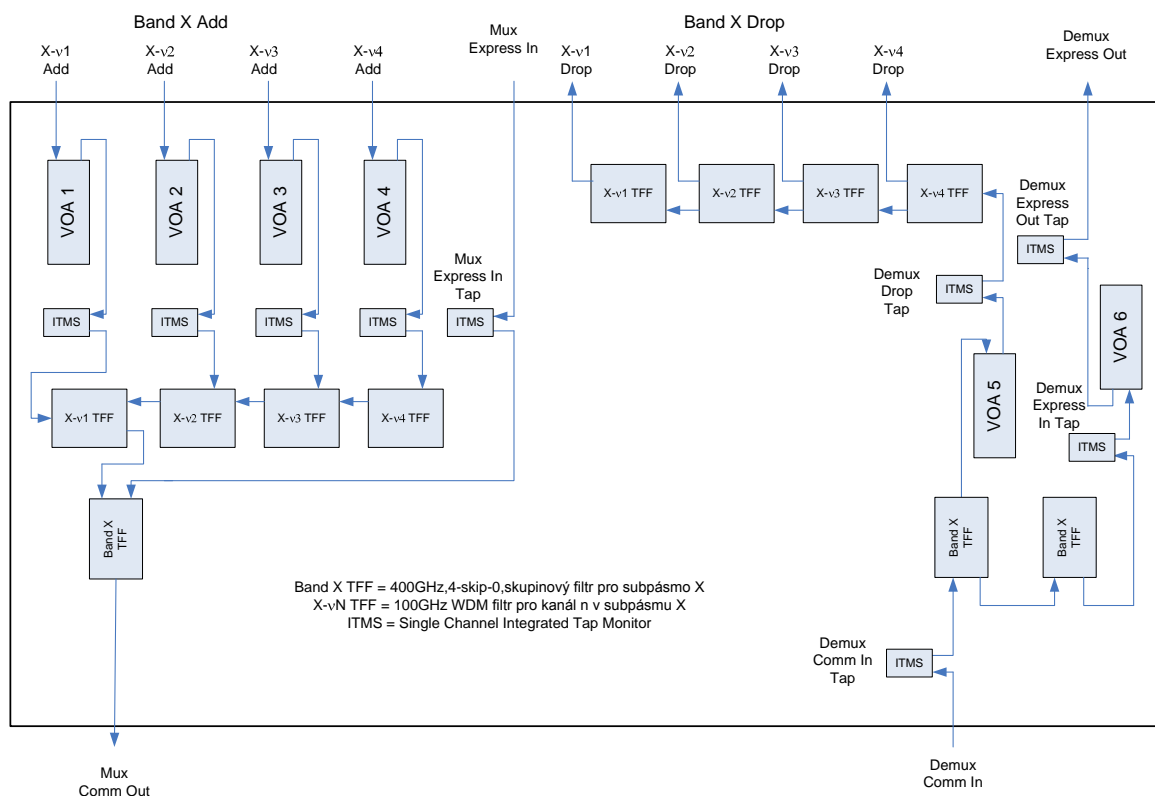 Band X Add
Mux
Express In
Band X Drop
X-ν1
Add
X-ν2
Add
X-ν3
Add
X-ν4
Add
X-ν1
Drop
X-ν2
Drop
X-ν3
Drop
X-ν4
Drop
Demux
Express Out
VOA 1
VOA 2
VOA 3
VOA 4
X-ν1 TFF
X-ν2 TFF
X-ν3 TFF
X-ν4 TFF
Demux
Express
Out Tap
ITMS
Mux
Express In
Tap
Demux
Drop
Tap
ITMS
ITMS
ITMS
ITMS
ITMS
ITMS
VOA 6
VOA 5
X-ν1 TFF
X-ν2 TFF
X-ν3 TFF
X-ν4 TFF
Demux
Express
In Tap
ITMS
Band X
TFF
Band X
TFF
Band X
TFF
Band X TFF = 400GHz,4-skip-0,skupinový filtr pro subpásmo X
X-νN TFF = 100GHz WDM filtr pro kanál n v subpásmu X
ITMS = Single Channel Integrated Tap Monitor
Demux
Comm In
Tap
ITMS
Mux
Comm Out
Demux
Comm In